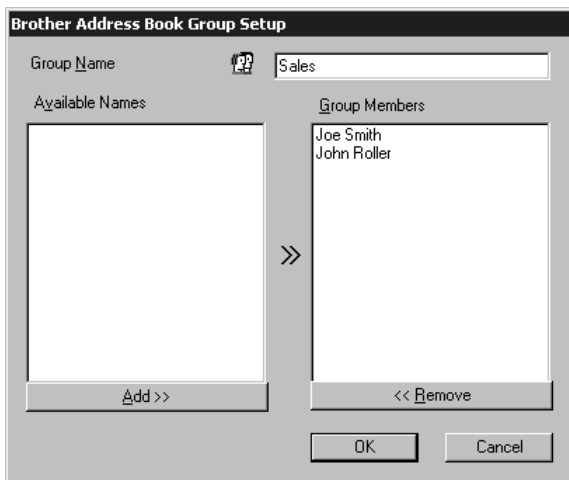 Brother Address Book Group Setup
Group Name
Sales
Available Names
Group Members
Joe Smith
John Roller
Add >>
<< Remove
OK
Cancel